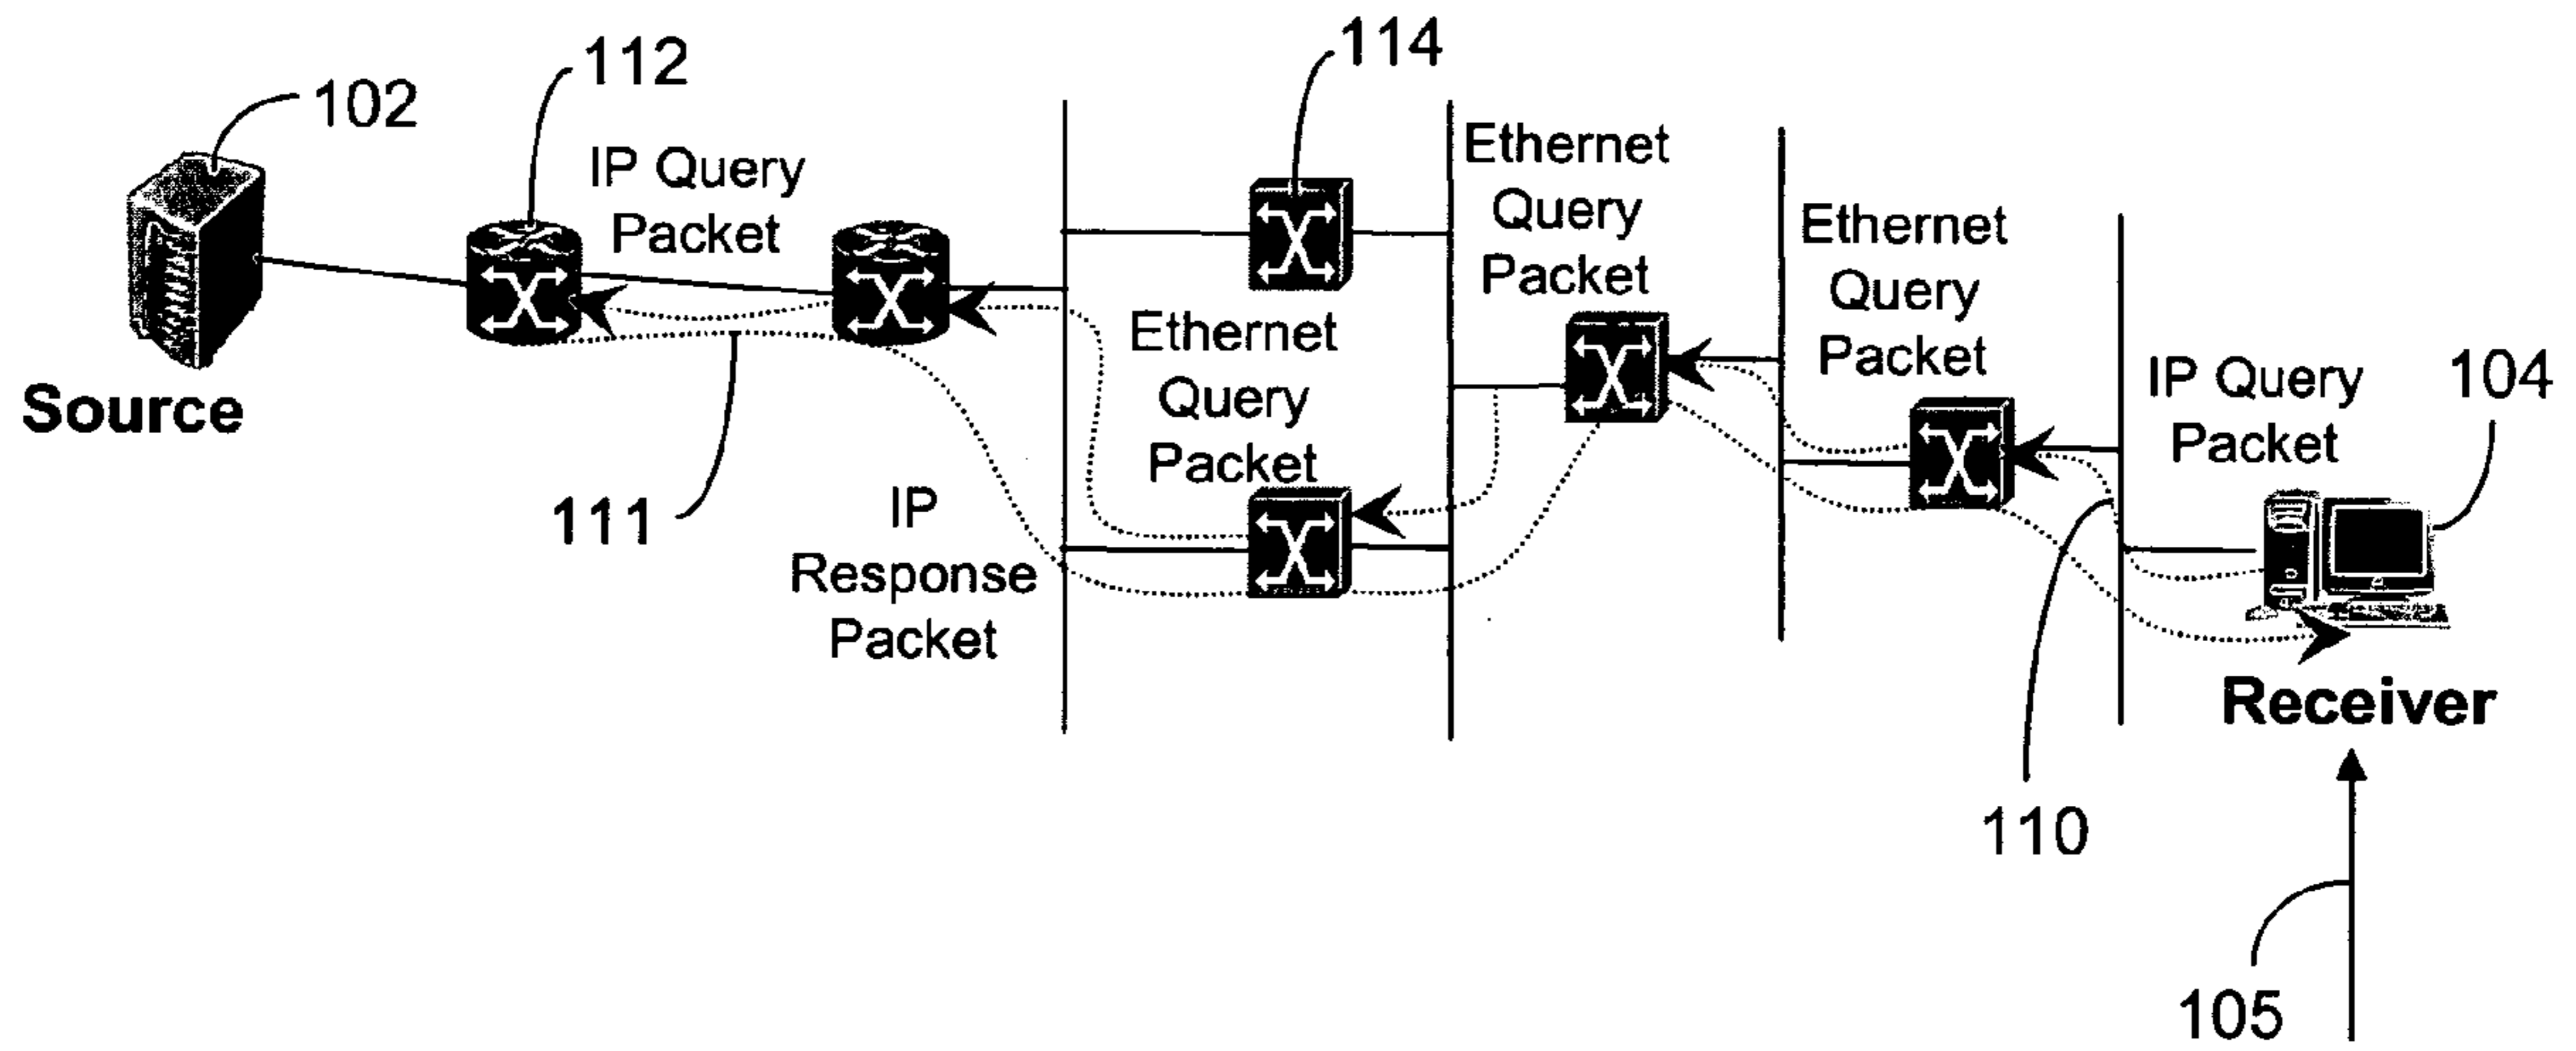 102
112
114
IP Query
Packet
Ethernet
Query
Packet
Ethernet
Query
Packet
Ethernet
Query
Packet
IP Query
Packet
104
Source
111
IP
Response
Packet
110
Receiver
105